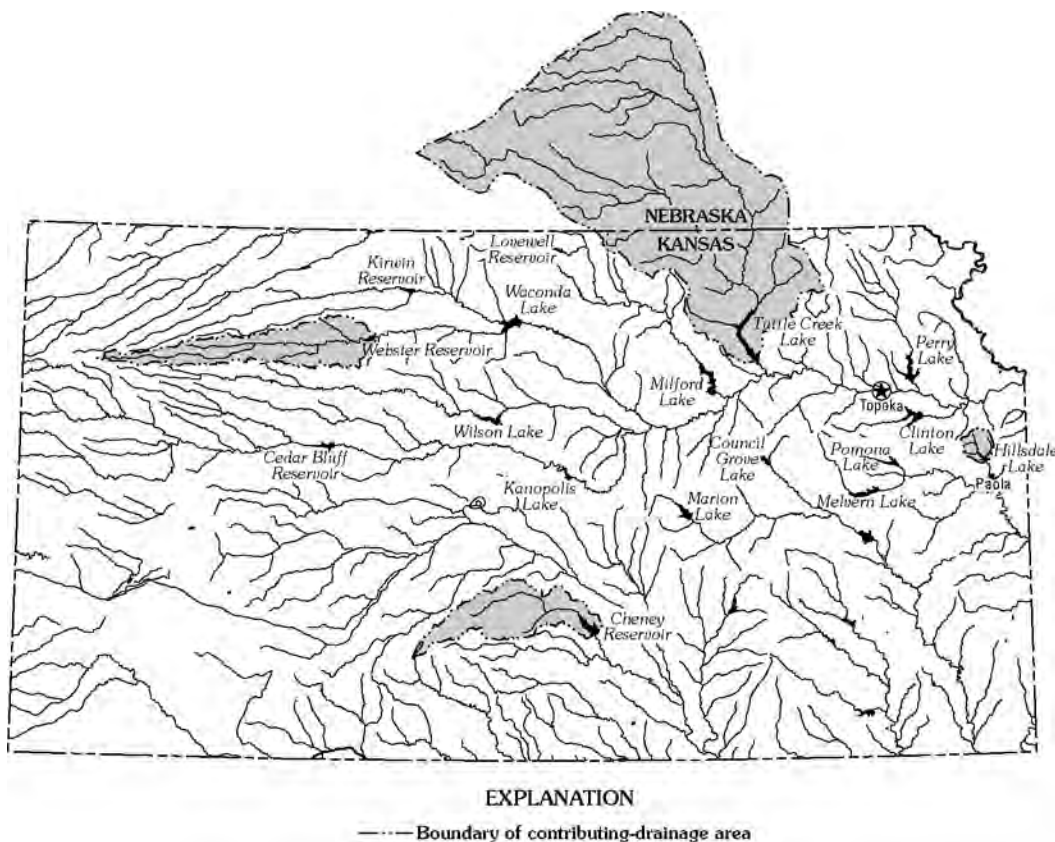 NEBRASKA
KANSAS
Lovewell
Reservoir
Kirwin
Reservoir
Waconda
Lake
Webster Reservoir
Tuttle Creek
Lake
Perry
Lake
Milford
Lake
Topeka
Wilson Lake
Clinton
Lake
Council
Grove
Lake
Pomona
Lake
Hillsdale
Lake
Cedar Bluff
Reservoir
Paola
Kanopolis
Lake
Marion
Lake
Melvern Lake
Cheney
Reservoir
EXPLANATION
Boundary of contributing-drainage area